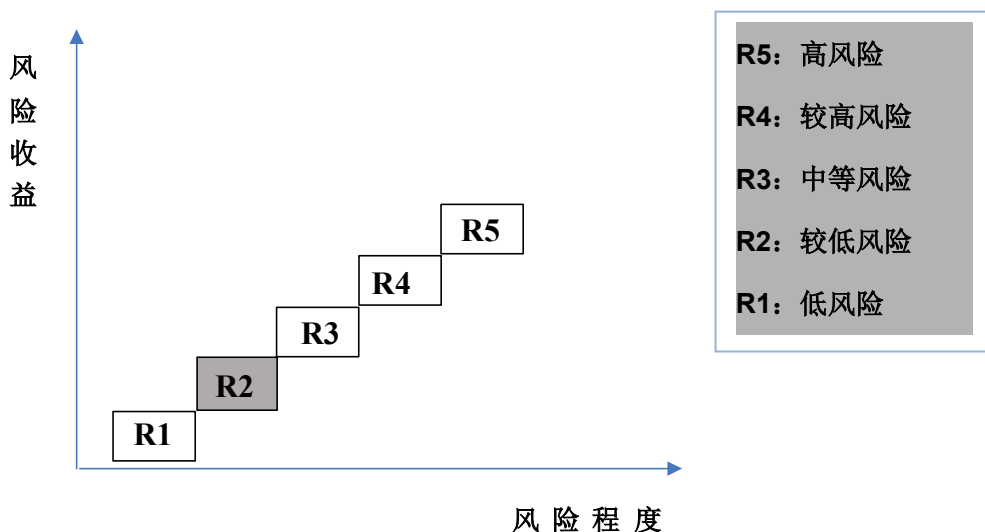 风
险
收
益
R5
R4
R3
R2
R1
风 险 程 度
R5：高风险
R4：较高风险
R3：中等风险
R2：较低风险
R1：低风险